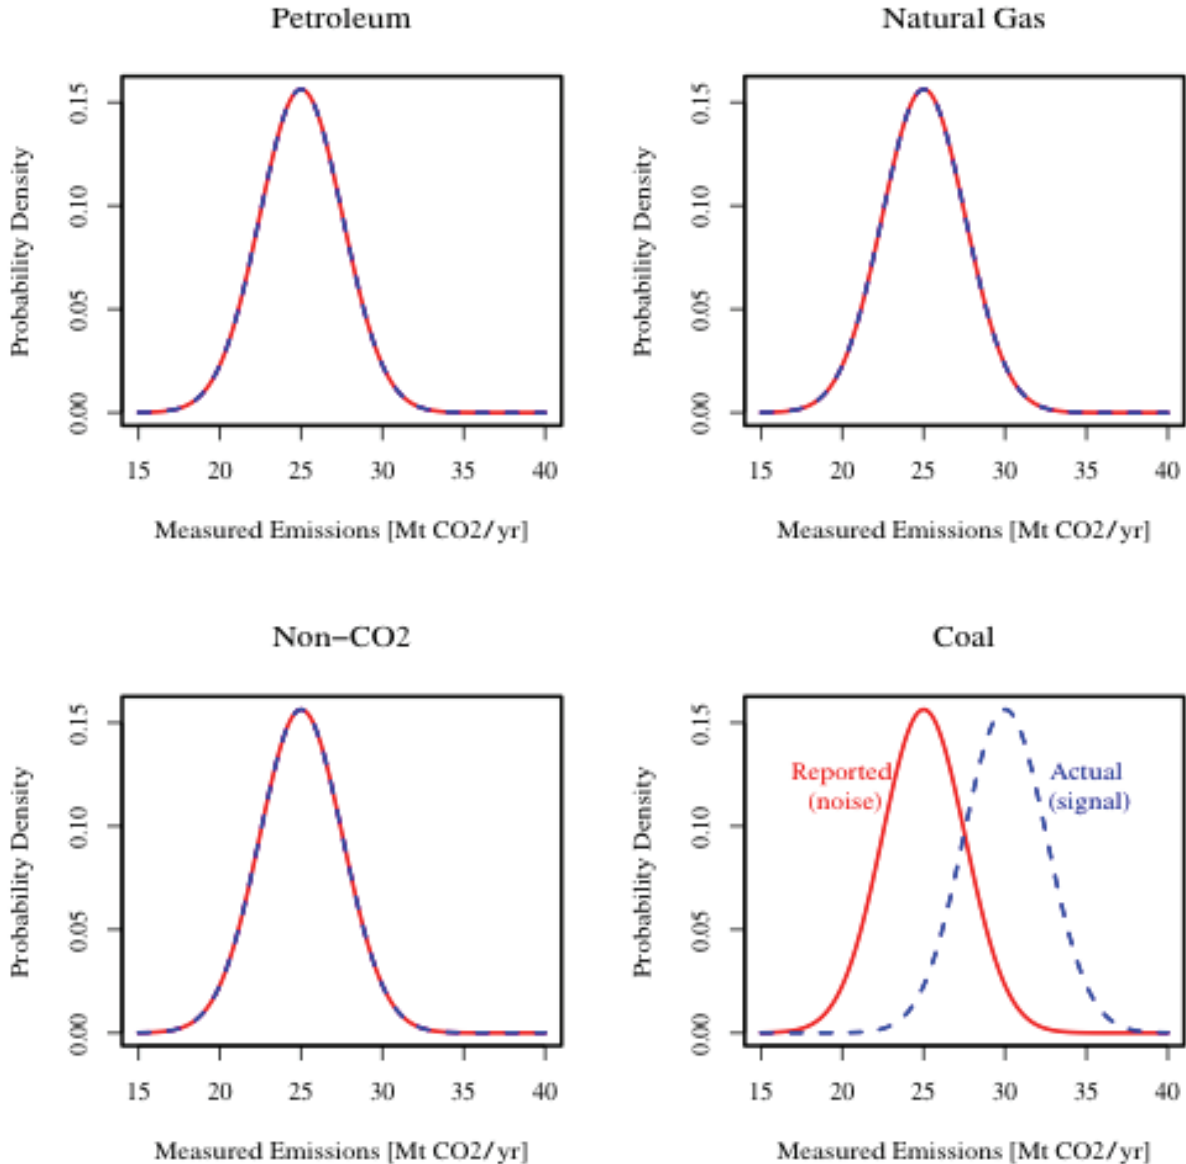 Petroleum
Natural Gas
Probability Density
0.15
0.10
0.05
0.00
15 20 25 30 35 40
Measured Emissions [Mt CO2/yr]
Probability Density
0.15
0.10
0.05
0.00
15 20 25 30 35 40
Measured Emissions [Mt CO2/yr]
Non−CO2
Coal
Probability Density
0.15
0.10
0.05
0.00
15 20 25 30 35 40
Measured Emissions [Mt CO2/yr]
Probability Density
0.15
0.10
0.05
0.00
Reported
(noise)
Actual
(signal)
15 20 25 30 35 40
Measured Emissions [Mt CO2/yr]